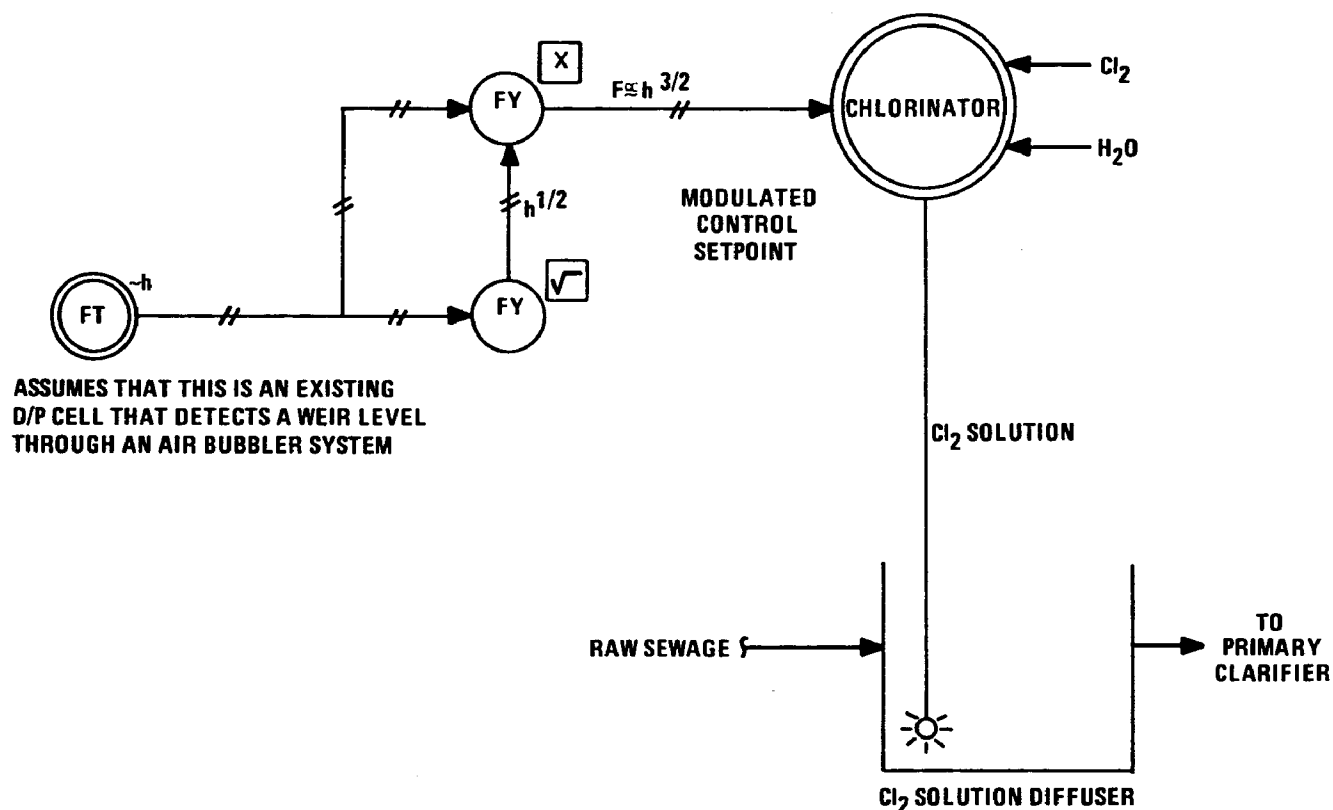 X
FY
F≅h 3/2
CHLORINATOR
Cl2
H2O
h1/2
MODULATED
CONTROL
SETPOINT
~h
FT
√
FY
ASSUMES THAT THIS IS AN EXISTING
D/P CELL THAT DETECTS A WEIR LEVEL
THROUGH AN AIR BUBBLER SYSTEM
Cl2 SOLUTION
RAW SEWAGE
TO
PRIMARY
CLARIFIER
Cl2 SOLUTION DIFFUSER